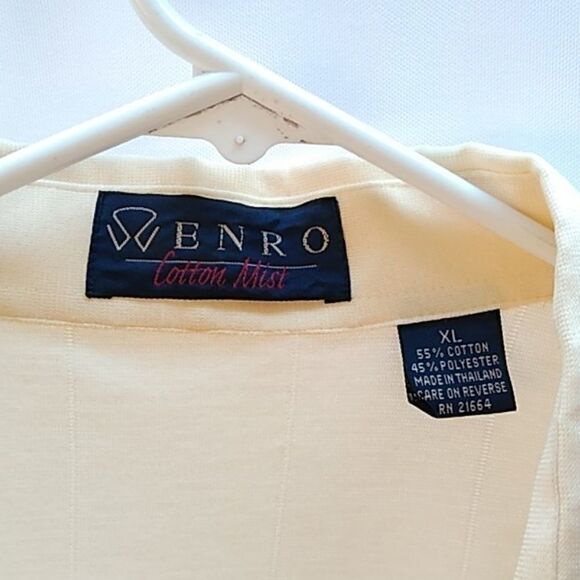 WENRO
Cotton Mist
XL
55% COTTON
45% POLYESTER
MADE IN THAILAND
CARE ON REVERSE
RN 21664